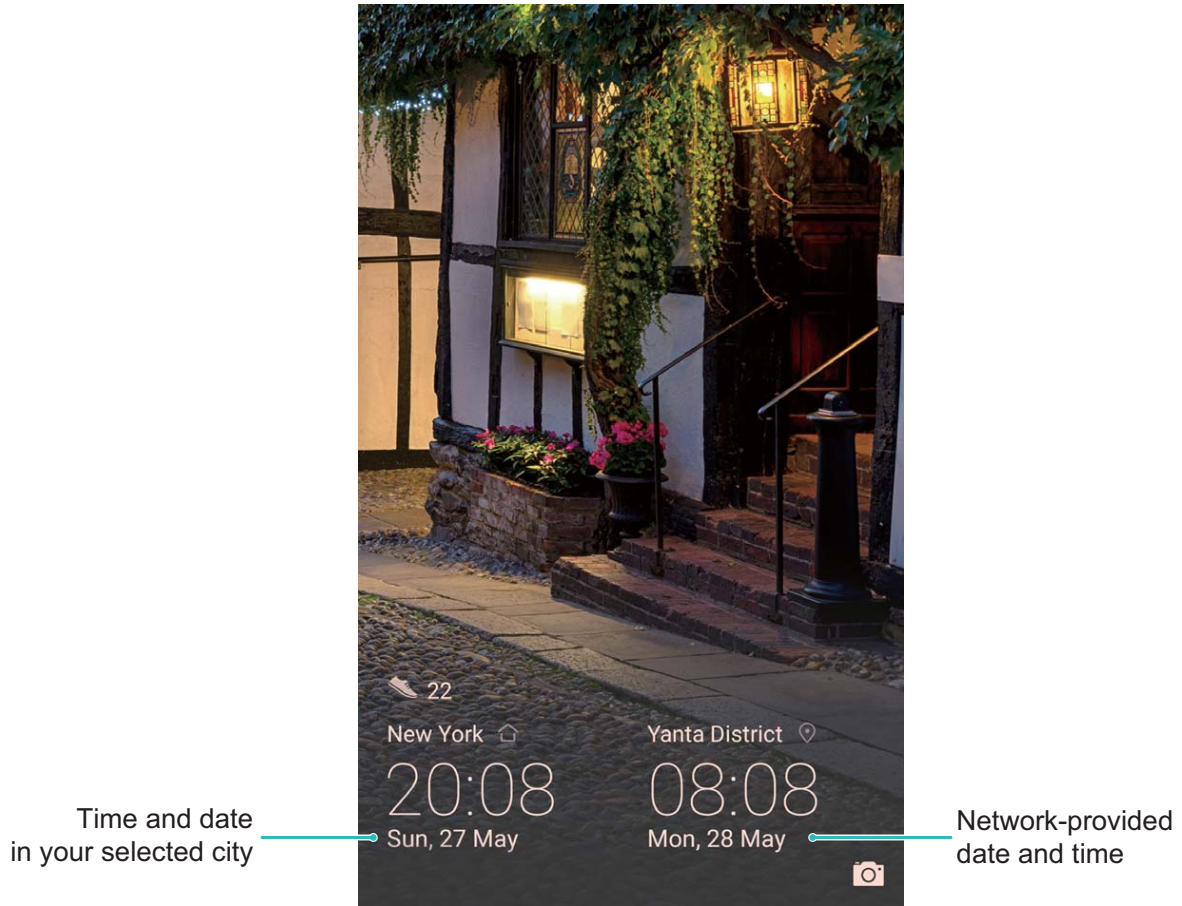 22
New York
Yanta District
20:08
08:08
Sun, 27 May
Mon, 28 May
Time and date
in your selected city
Network-provided
date and time